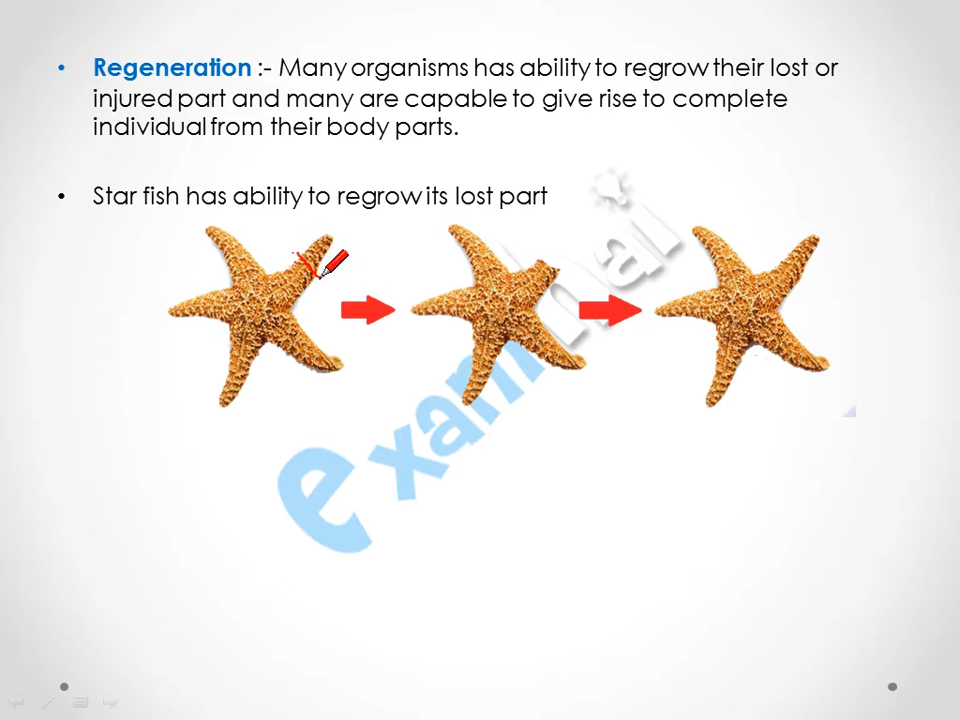 • Regeneration :- Many organisms has ability to regrow their lost or
injured part and many are capable to give rise to complete
individual from their body parts.
• Star fish has ability to regrow its lost part
exammai